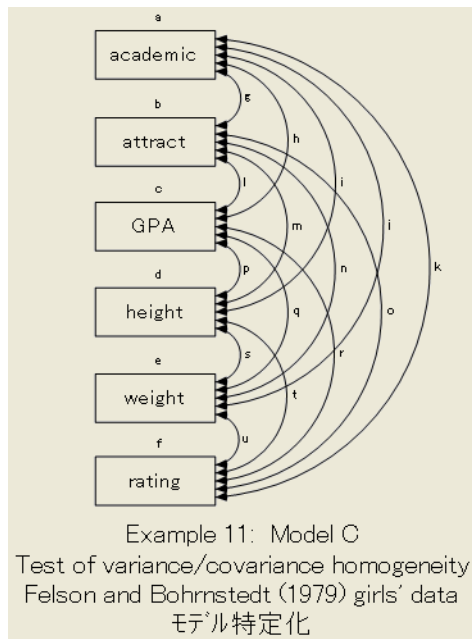 a
academic
g
b
h
attract
i
l
j
c
m
GPA
k
d
p
n
height
q
o
e
s
r
weight
t
f
u
rating
Example 11: Model C
Test of variance/covariance homogeneity
Felson and Bohrnstedt (1979) girls' data
モデル特定化